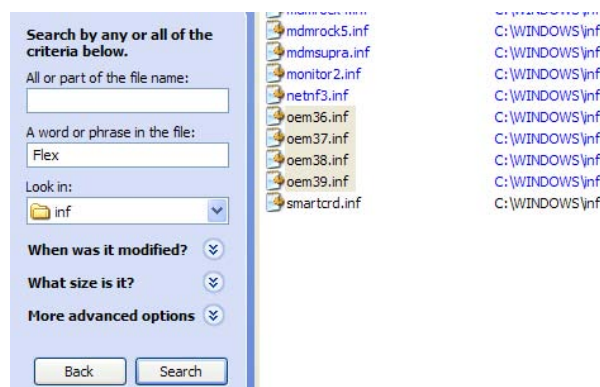 Search by any or all of the
criteria below.
All or part of the file name:
A word or phrase in the file:
Flex
Look in:
inf
When was it modified?
What size is it?
More advanced options
Back
Search
mdmrock5.inf C:\WINDOWS\inf
mdmsupra.inf C:\WINDOWS\inf
monitor2.inf C:\WINDOWS\inf
netnf3.inf C:\WINDOWS\inf
oem36.inf C:\WINDOWS\inf
oem37.inf C:\WINDOWS\inf
oem38.inf C:\WINDOWS\inf
oem39.inf C:\WINDOWS\inf
smartcrd.inf C:\WINDOWS\inf